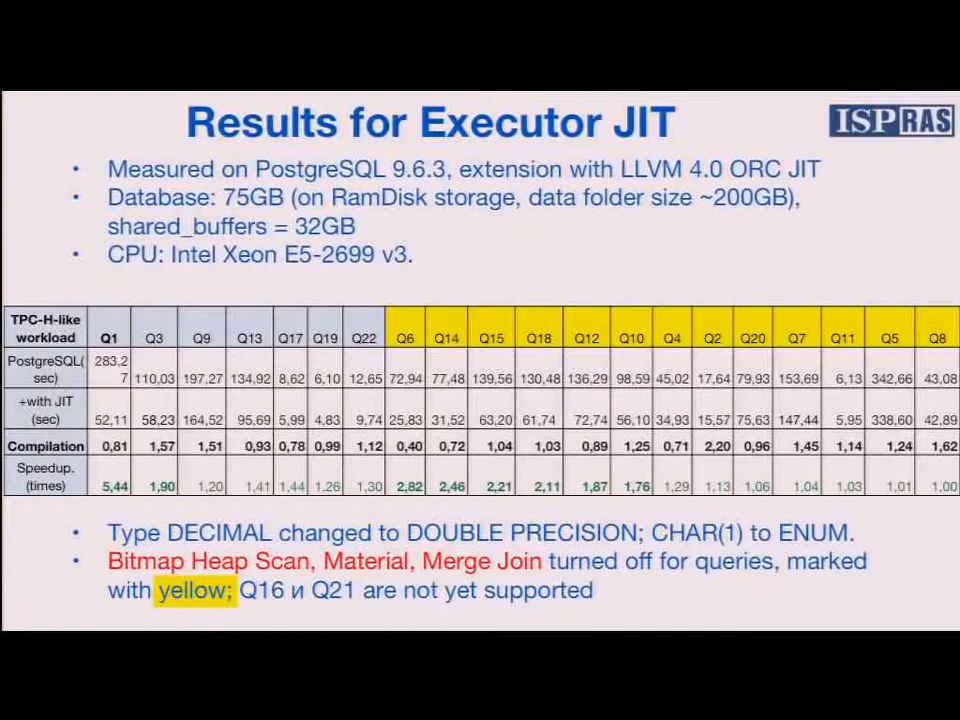 Results for Executor JIT
ISP RAS
• Measured on PostgreSQL 9.6.3, extension with LLVM 4.0 ORC JIT
• Database: 75GB (on RamDisk storage, data folder size ~200GB),
shared_buffers = 32GB
• CPU: Intel Xeon E5-2699 v3.
TPC-H-like
workload Q1 Q3 Q9 Q13 Q17 Q19 Q22 Q6 Q14 Q15 Q18 Q12 Q10 Q4 Q2 Q20 Q7 Q11 Q5 Q8
PostgreSQL( 283,2
sec) 7 110,03 197,27 134,92 8,62 6,10 12,65 72,94 77,48 139,56 130,48 136,29 98,59 45,02 17,64 79,93 153,69 6,13 342,66 43,08
+with JIT
(sec) 52,11 58,23 164,52 95,69 5,99 4,83 9,74 25,83 31,52 63,20 61,74 72,74 56,10 34,93 15,57 75,63 147,44 5,95 338,60 42,89
Compilation 0,81 1,57 1,51 0,93 0,78 0,99 1,12 0,40 0,72 1,04 1,03 0,89 1,25 0,71 2,20 0,96 1,45 1,14 1,24 1,62
Speedup.
(times) 5,44 1,90 1,20 1,41 1,44 1,26 1,30 2,82 2,46 2,21 2,11 1,87 1,76 1,29 1,13 1,06 1,04 1,03 1,01 1,00
• Type DECIMAL changed to DOUBLE PRECISION; CHAR(1) to ENUM.
• Bitmap Heap Scan, Material, Merge Join turned off for queries, marked
with yellow; Q16 и Q21 are not yet supported